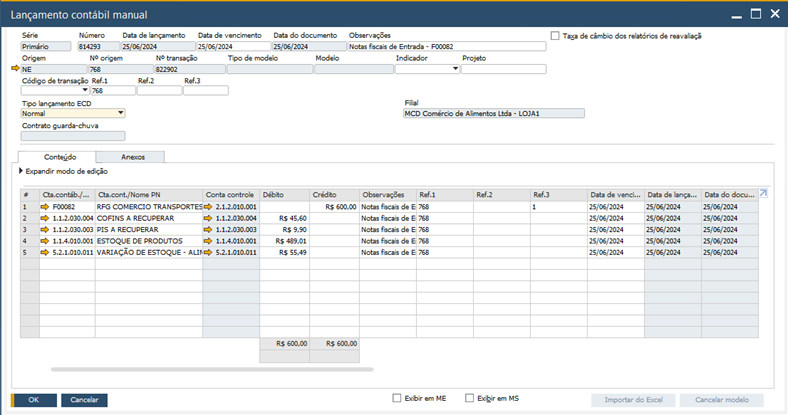 Lançamento contábil manual
Série Número Data de lançamento Data de vencimento Data do documento Observações
Primário 814293 25/06/2024 25/06/2024 25/06/2024 Notas fiscais de Entrada - F00082
Taxa de câmbio dos relatórios de reavaliaçã
Origem Nº origem Nº transação Tipo de modelo Modelo Indicador Projeto
NE 768 822902
Código de transação Ref.1 Ref.2 Ref.3
768
Tipo lançamento ECD Filial
Normal MCD Comércio de Alimentos Ltda - LOJA1
Contrato guarda-chuva
Conteúdo Anexos
Expandir modo de edição
# Cta.contáb./... Cta.cont./Nome PN Conta controle Débito Crédito Observações Ref.1 Ref.2 Ref.3 Data de venci... Data de lança... Data do docu...
1 F00082 RFG COMERCIO TRANSPORTES 2.1.2.010.001 R$ 600,00 Notas fiscais de E 768 1 25/06/2024 25/06/2024 25/06/2024
2 1.1.2.030.004 COFINS A RECUPERAR 1.1.2.030.004 R$ 45,60 Notas fiscais de E 768 25/06/2024 25/06/2024 25/06/2024
3 1.1.2.030.003 PIS A RECUPERAR 1.1.2.030.003 R$ 9,90 Notas fiscais de E 768 25/06/2024 25/06/2024 25/06/2024
4 1.1.4.010.001 ESTOQUE DE PRODUTOS 1.1.4.010.001 R$ 489,01 Notas fiscais de E 768 25/06/2024 25/06/2024 25/06/2024
5 5.2.1.010.011 VARIAÇÃO DE ESTOQUE - ALIM 5.2.1.010.011 R$ 55,49 Notas fiscais de E 768 25/06/2024 25/06/2024 25/06/2024
R$ 600,00 R$ 600,00
OK Cancelar Exibir em ME Exibir em MS Importar do Excel Cancelar modelo